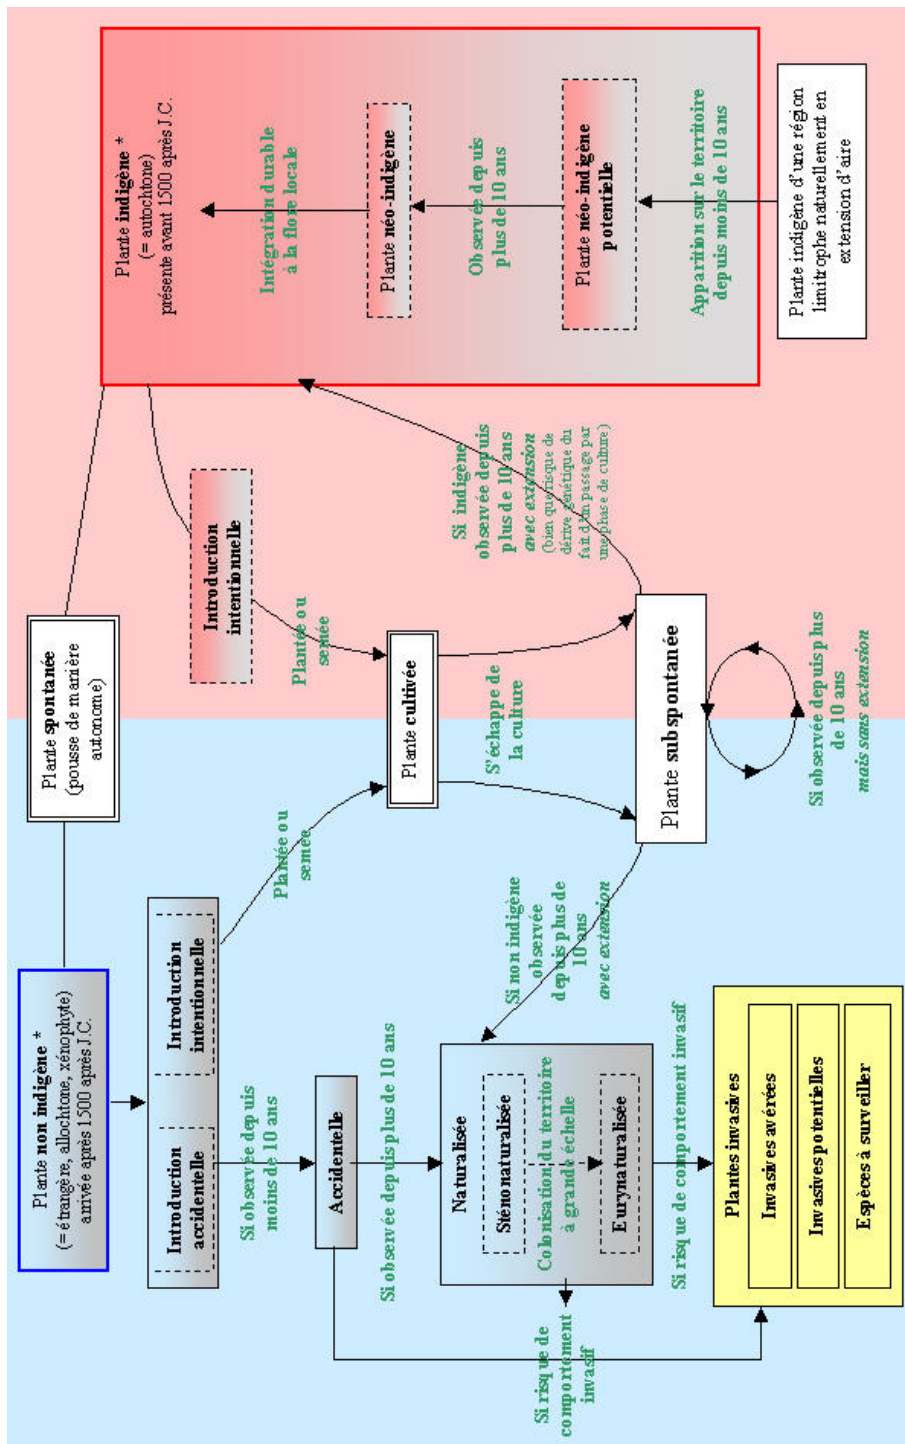 Plante spontanée
(pousse de manière
autonome)
Plante non indigène *
(= étrangère, allochtone, xénophyte)
arrivée après 1500 après J.C.
Introduction
accidentelle
Introduction
intentionnelle
Si observée depuis
moins de 10 ans
Accidentelle
Si observée depuis plus de 10 ans
Naturalisée
Sténonaturalisée
Colonisation du territoire
à grande échelle
Eurynaturalisée
Si risque de
comportement
invasif
Si risque de comportement invasif
Plantes invasives
Invasives avérées
Invasives potentielles
Espèces à surveiller
Plantée ou
semée
Plante cultivée
S'échappe de
la culture
Plante subspontanée
Si non indigène
observée
depuis plus de
10 ans
avec extension
Si observée depuis plus
de 10 ans
mais sans extension
Introduction
intentionnelle
Plantée ou
semée
Si indigène
observée depuis
plus de 10 ans
avec extension
(bien que risque de
dérive génétique du
fait d'un passage par
une phase de culture)
Plante indigène *
(= autochtone)
présente avant 1500 après J.C.
Intégration durable
à la flore locale
Plante néo-indigène
Observée depuis
plus de 10 ans
Plante néo-indigène
potentielle
Apparition sur le territoire
depuis moins de 10 ans
Plante indigène d'une région
limitrophe naturellement en
extension d'aire